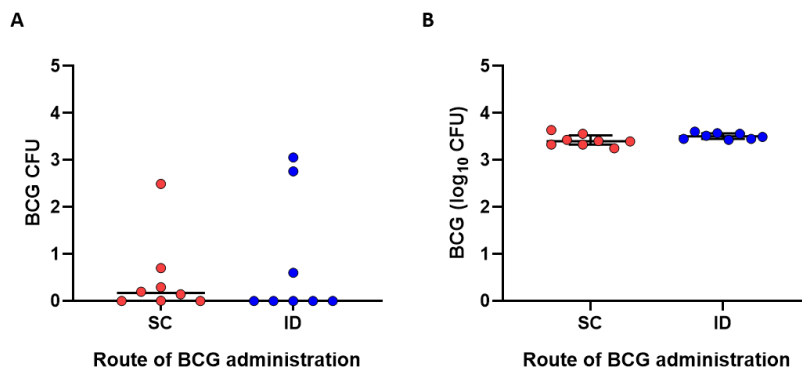 A
BCG CFU
5
4
3
2
1
0
SC ID
Route of BCG administration
B
BCG (log₁₀ CFU)
5
4
3
2
1
0
SC ID
Route of BCG administration